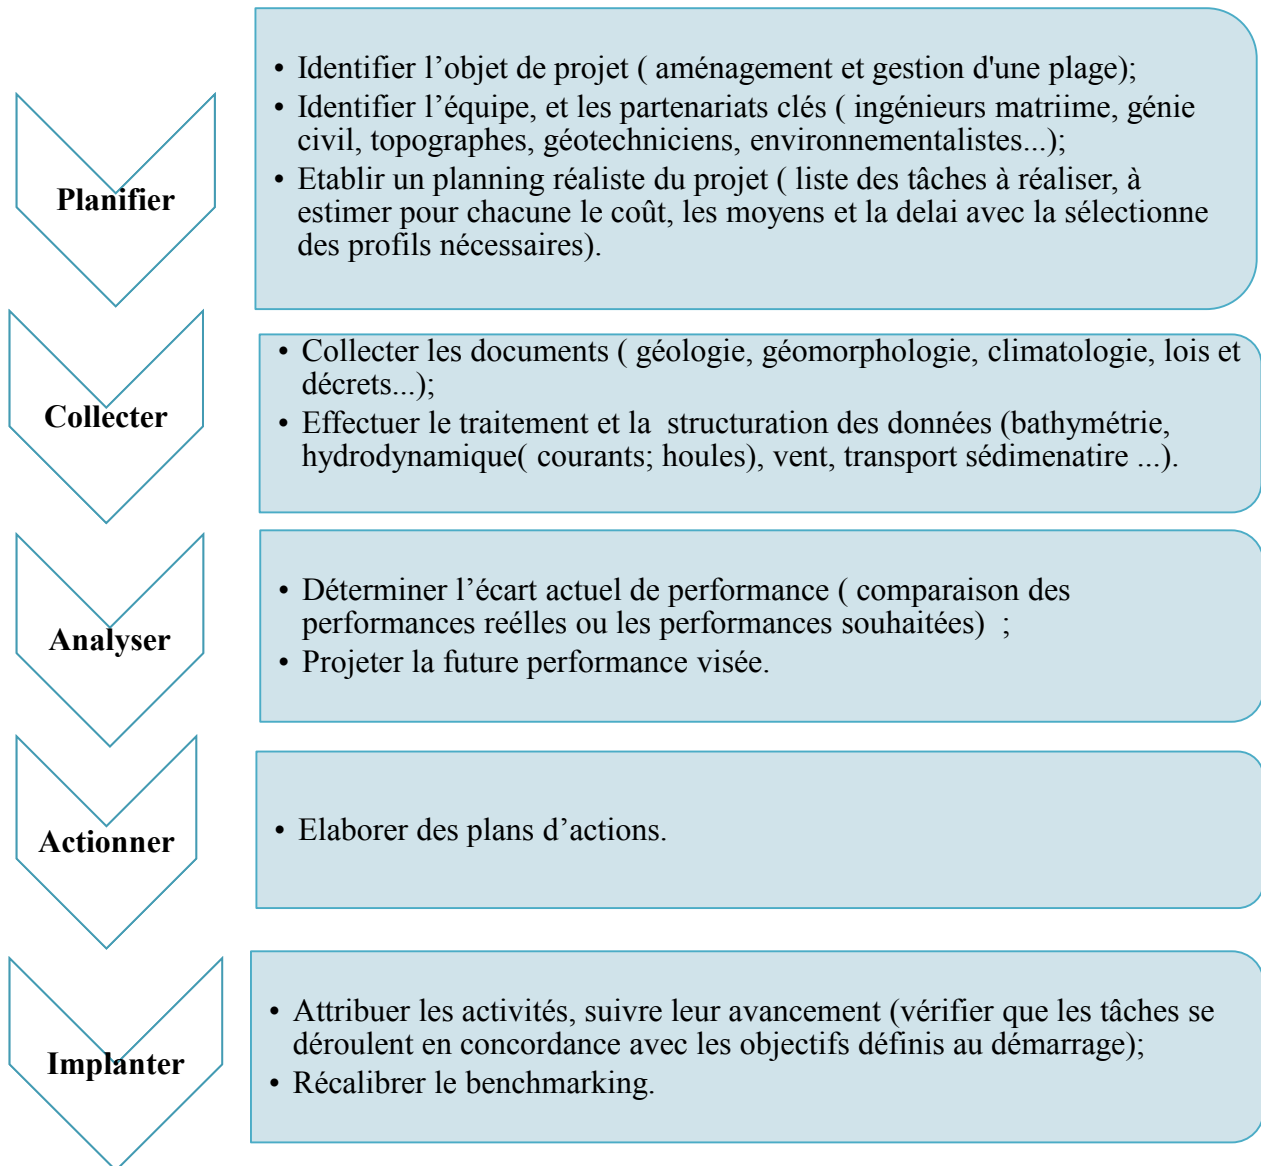 Planifier
• Identifier l’objet de projet ( aménagement et gestion d'une plage);
• Identifier l’équipe, et les partenariats clés ( ingénieurs matriime, génie
civil, topographes, géotechniciens, environnementalistes...);
• Etablir un planning réaliste du projet ( liste des tâches à réaliser, à
estimer pour chacune le coût, les moyens et la delai avec la sélectionne
des profils nécessaires).
Collecter
• Collecter les documents ( géologie, géomorphologie, climatologie, lois et
décrets...);
• Effectuer le traitement et la  structuration des données (bathymétrie,
hydrodynamique( courants; houles), vent, transport sédimenatire ...).
Analyser
• Déterminer l’écart actuel de performance ( comparaison des
performances reélles ou les performances souhaitées)  ;
• Projeter la future performance visée.
Actionner
• Elaborer des plans d’actions.
Implanter
• Attribuer les activités, suivre leur avancement (vérifier que les tâches se
déroulent en concordance avec les objectifs définis au démarrage);
• Récalibrer le benchmarking.